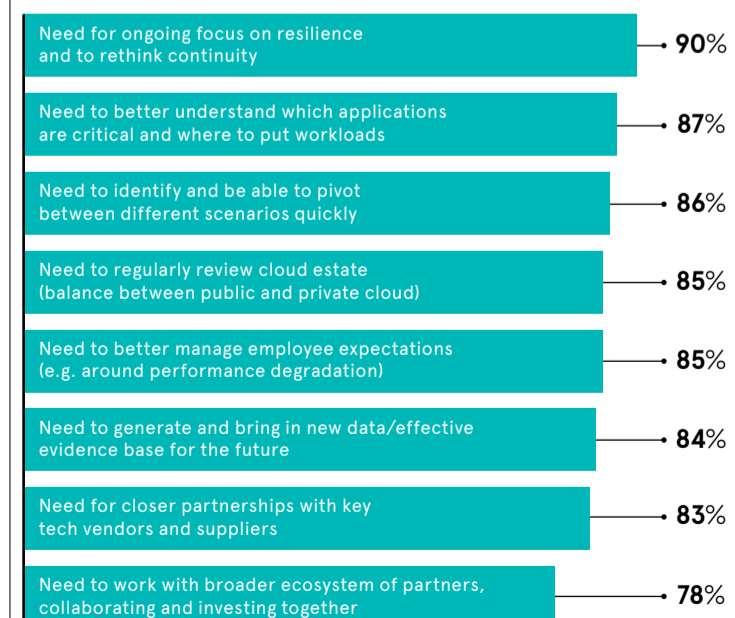 Need for ongoing focus on resilience
and to rethink continuity
90%
Need to better understand which applications
are critical and where to put workloads
87%
Need to identify and be able to pivot
between different scenarios quickly
86%
Need to regularly review cloud estate
(balance between public and private cloud)
85%
Need to better manage employee expectations
(e.g. around performance degradation)
85%
Need to generate and bring in new data/effective
evidence base for the future
84%
Need for closer partnerships with key
tech vendors and suppliers
83%
Need to work with broader ecosystem of partners,
collaborating and investing together
78%